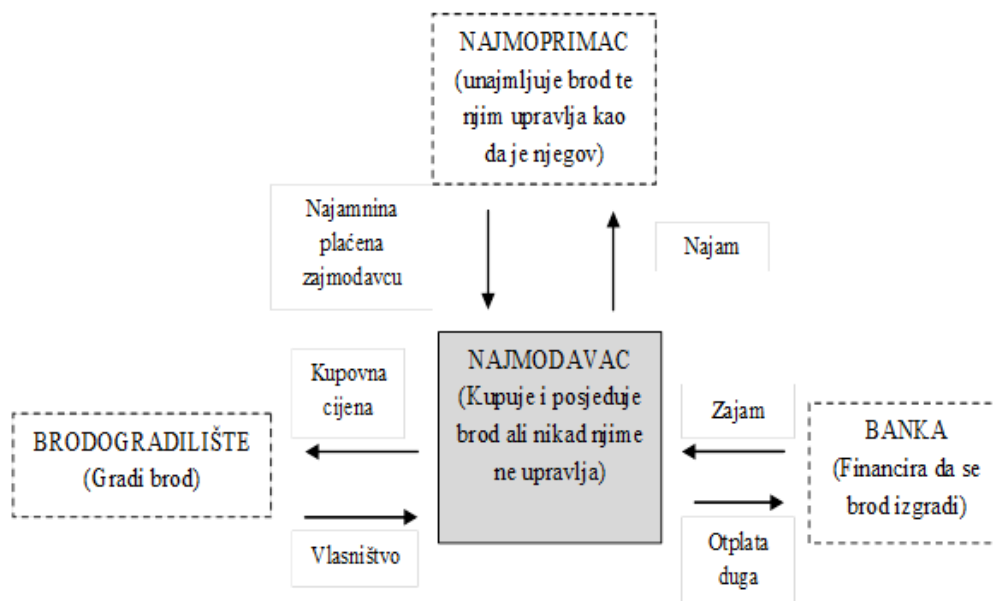 NAJMOPRIMAC
(unajmljuje brod te
njim upravlja kao
da je njegov)
Najamnina
plaćena
zajmodavcu
Najam
NAJMODAVAC
(Kupuje i posjeduje
brod ali nikad njime
ne upravlja)
Kupovna
cijena
Zajam
BRODOGRADILIŠTE
(Gradi brod)
BANKA
(Financira da se
brod izgradi)
Vlasništvo
Otplata
duga